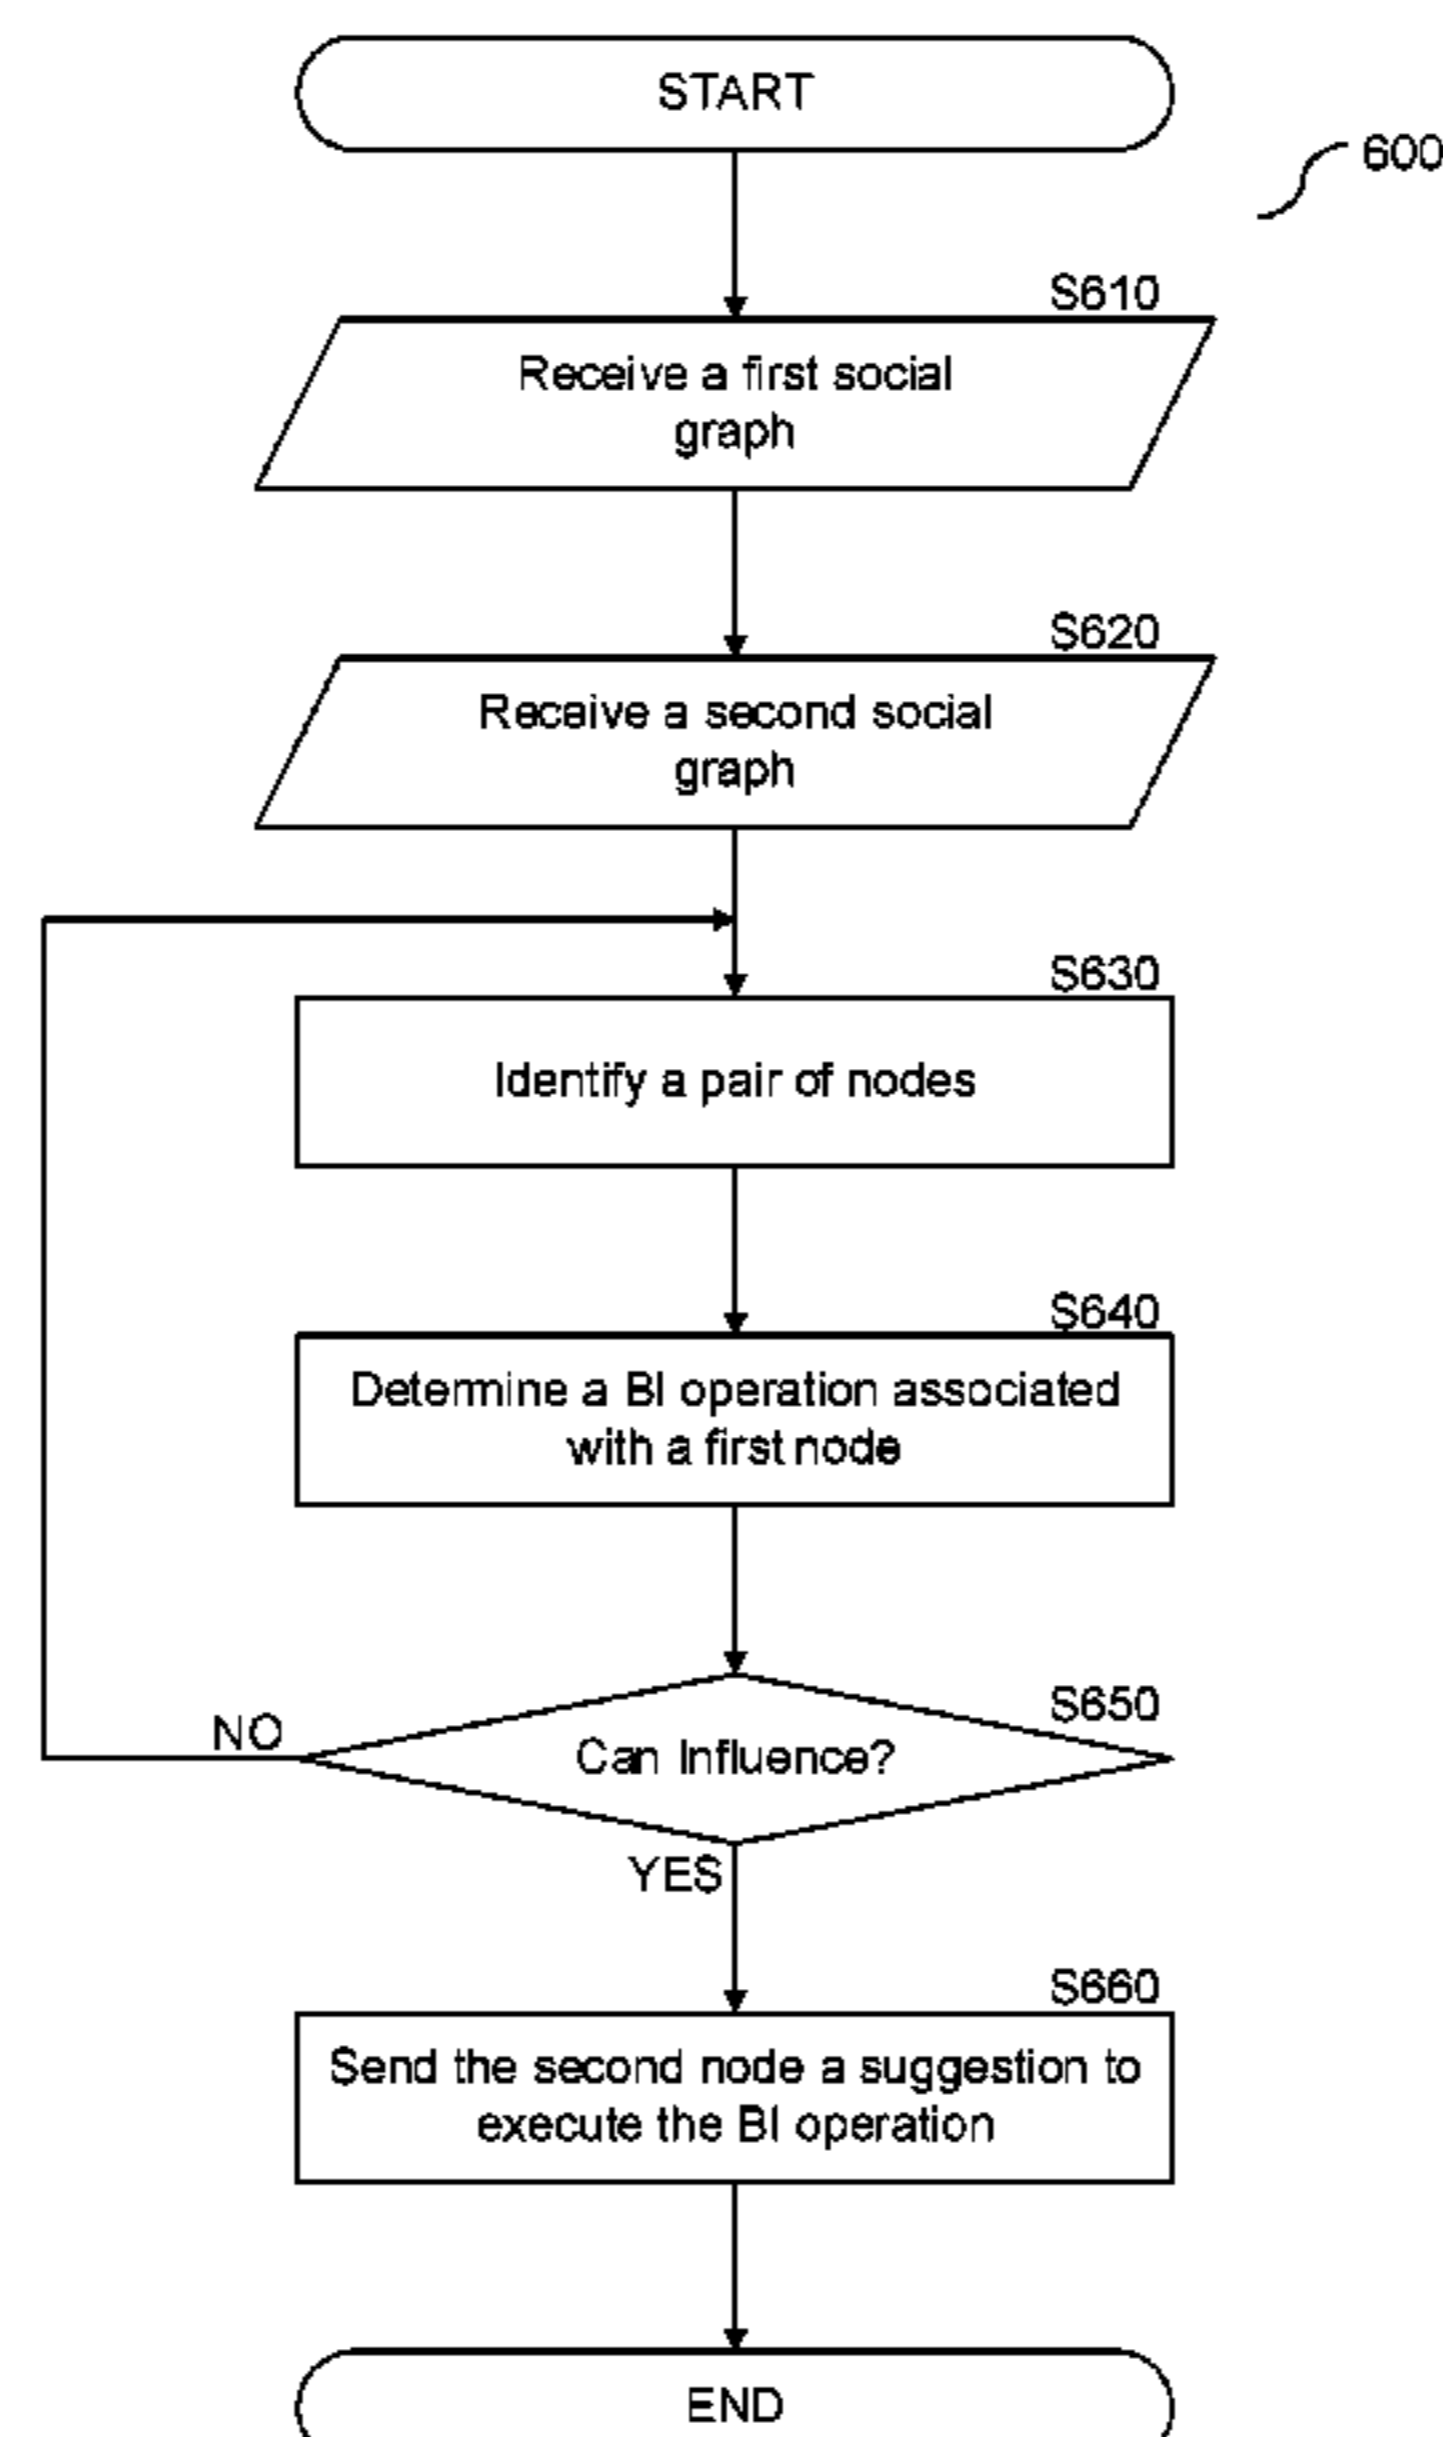 START
600
S610
Receive a first social
graph
S620
Receive a second social
graph
S630
Identify a pair of nodes
S640
Determine a BI operation associated
with a first node
S650
Can Influence?
NO
YES
S660
Send the second node a suggestion to
execute the BI operation
END